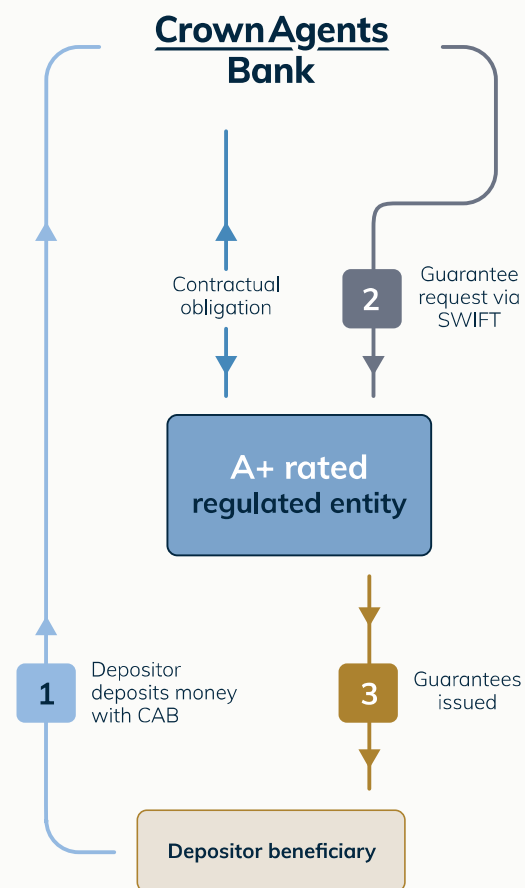 Crown Agents
Bank
Contractual
obligation
2
Guarantee
request via
SWIFT
A+ rated
regulated entity
1
Depositor
deposits money
with CAB
3
Guarantees
issued
Depositor beneficiary